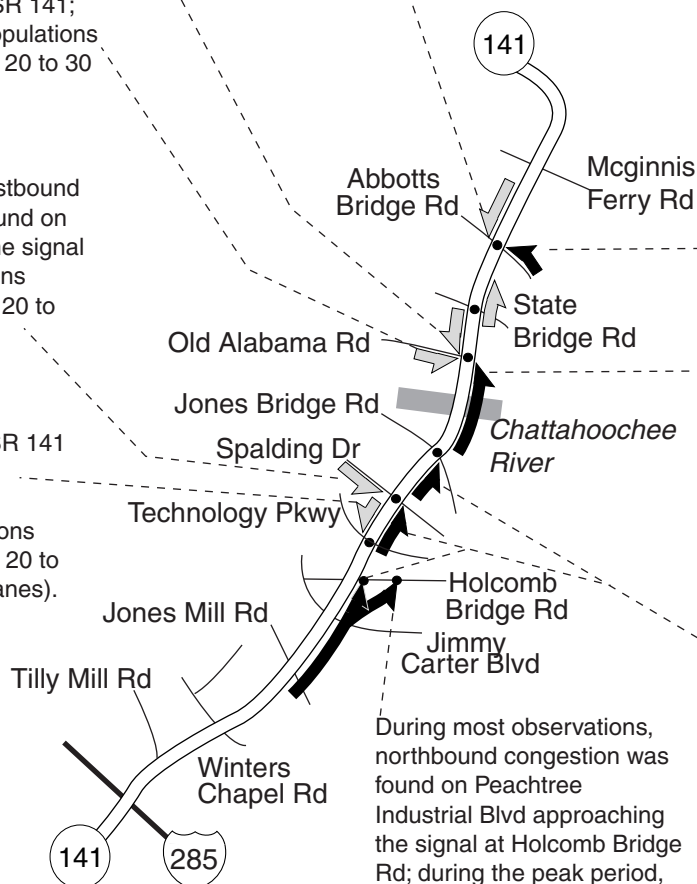 SR 141;
opulations
20 to 30
141
Mcginnis
Ferry Rd
Abbotts
Bridge Rd
stbound
und on
e signal
ns
20 to
State
Bridge Rd
Old Alabama Rd
Jones Bridge Rd
Chattahoochee
River
SR 141
Spalding Dr
Technology Pkwy
ons
20 to
anes).
Holcomb
Bridge Rd
Jones Mill Rd
Jimmy
Carter Blvd
Tilly Mill Rd
Winters
Chapel Rd
During most observations,
northbound congestion was
found on Peachtree
Industrial Blvd approaching
the signal at Holcomb Bridge
Rd; during the peak period,
141
285